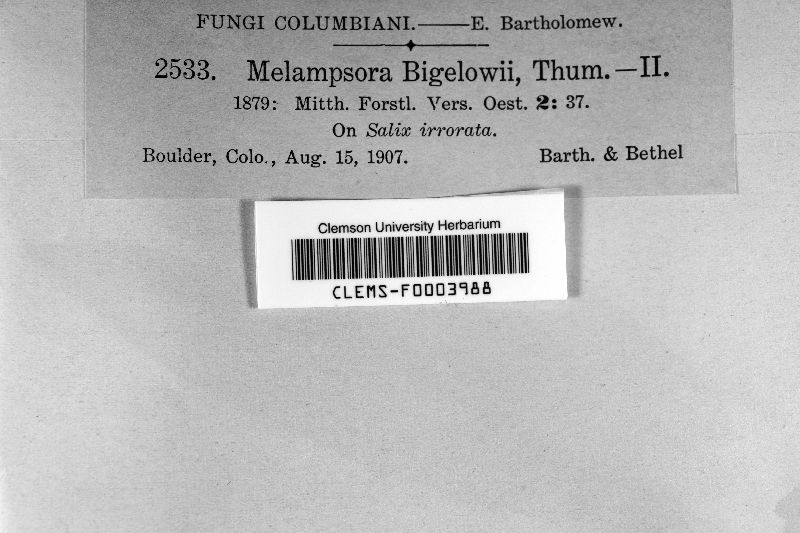 FUNGI COLUMBIANI.——E. Bartholomew.
2533. Melampsora Bigelowii, Thum.—II.
1879: Mitth. Forstl. Vers. Oest. 2: 37.
On Salix irrorata.
Boulder, Colo., Aug. 15, 1907. Barth. & Bethel
Clemson University Herbarium
CLEMS-F0003988